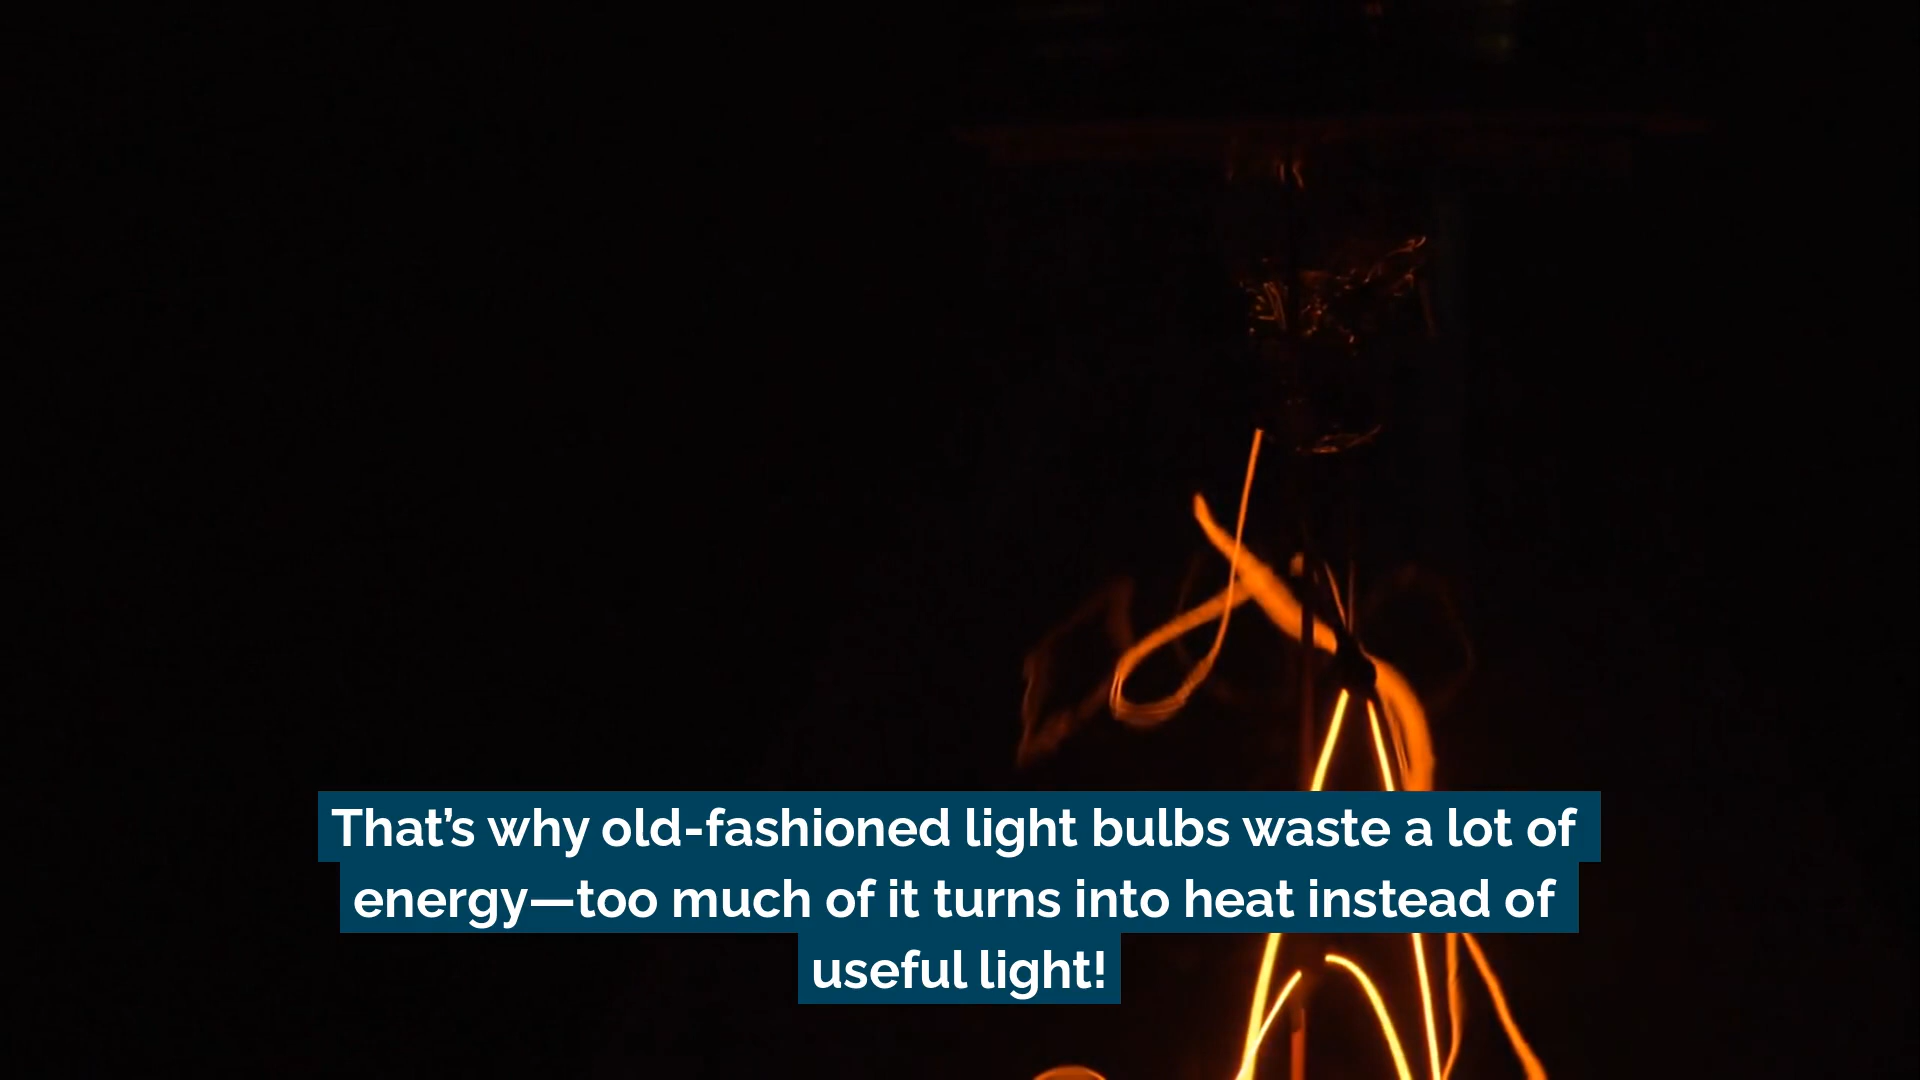 That’s why old-fashioned light bulbs waste a lot of
energy—too much of it turns into heat instead of
useful light!